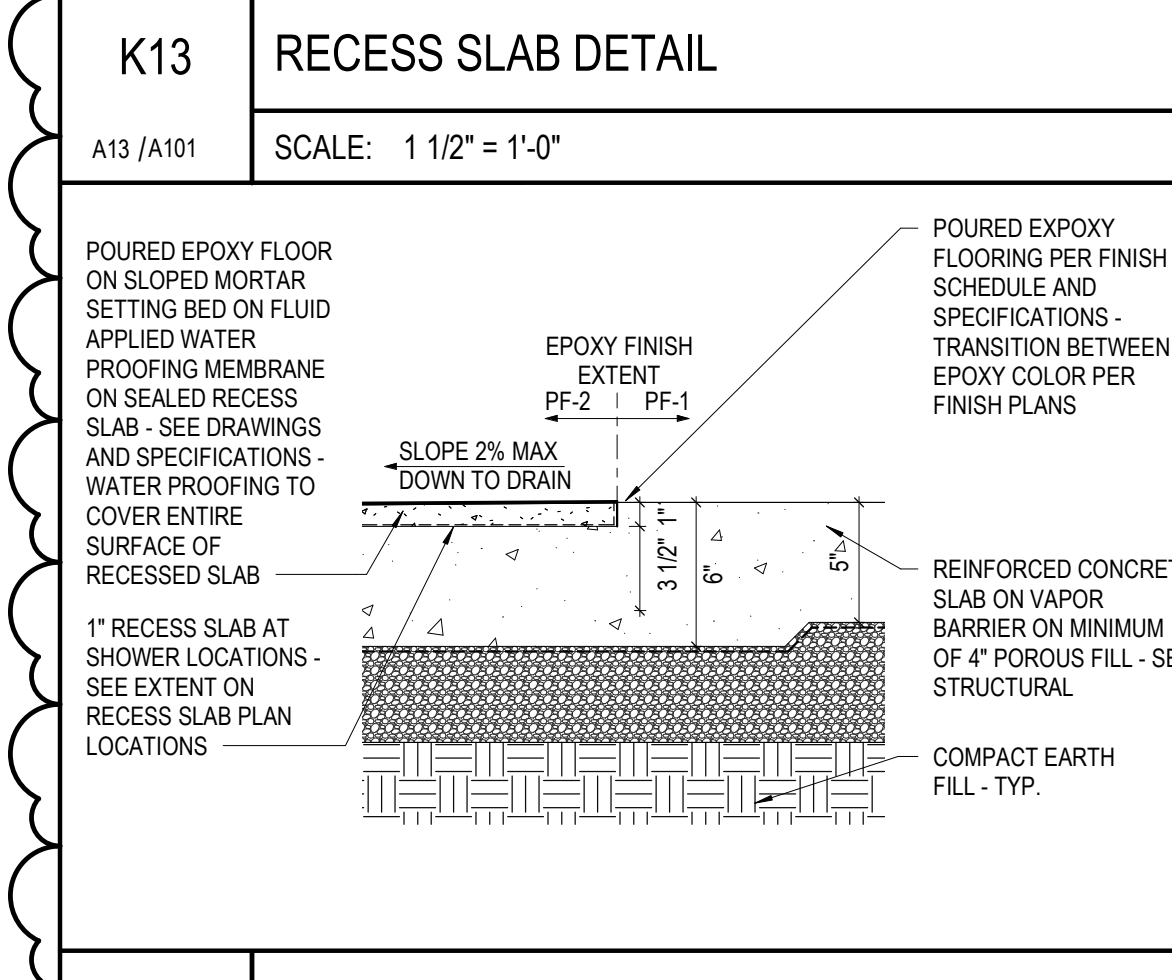 K13
RECESS SLAB DETAIL
A13 /A101
SCALE: 1 1/2" = 1'-0"
POURED EPOXY FLOOR
ON SLOPED MORTAR
SETTING BED ON FLUID
APPLIED WATER
PROOFING MEMBRANE
ON SEALED RECESS
SLAB - SEE DRAWINGS
AND SPECIFICATIONS -
WATER PROOFING TO
COVER ENTIRE
SURFACE OF
RECESSED SLAB
1" RECESS SLAB AT
SHOWER LOCATIONS -
SEE EXTENT ON
RECESS SLAB PLAN
LOCATIONS
EPOXY FINISH
EXTENT
PF-2 PF-1
SLOPE 2% MAX
DOWN TO DRAIN
3 1/2" 1"
6"
5"
POURED EXPOXY
FLOORING PER FINISH
SCHEDULE AND
SPECIFICATIONS -
TRANSITION BETWEEN
EPOXY COLOR PER
FINISH PLANS
REINFORCED CONCRET
SLAB ON VAPOR
BARRIER ON MINIMUM
OF 4" POROUS FILL - SE
STRUCTURAL
COMPACT EARTH
FILL - TYP.